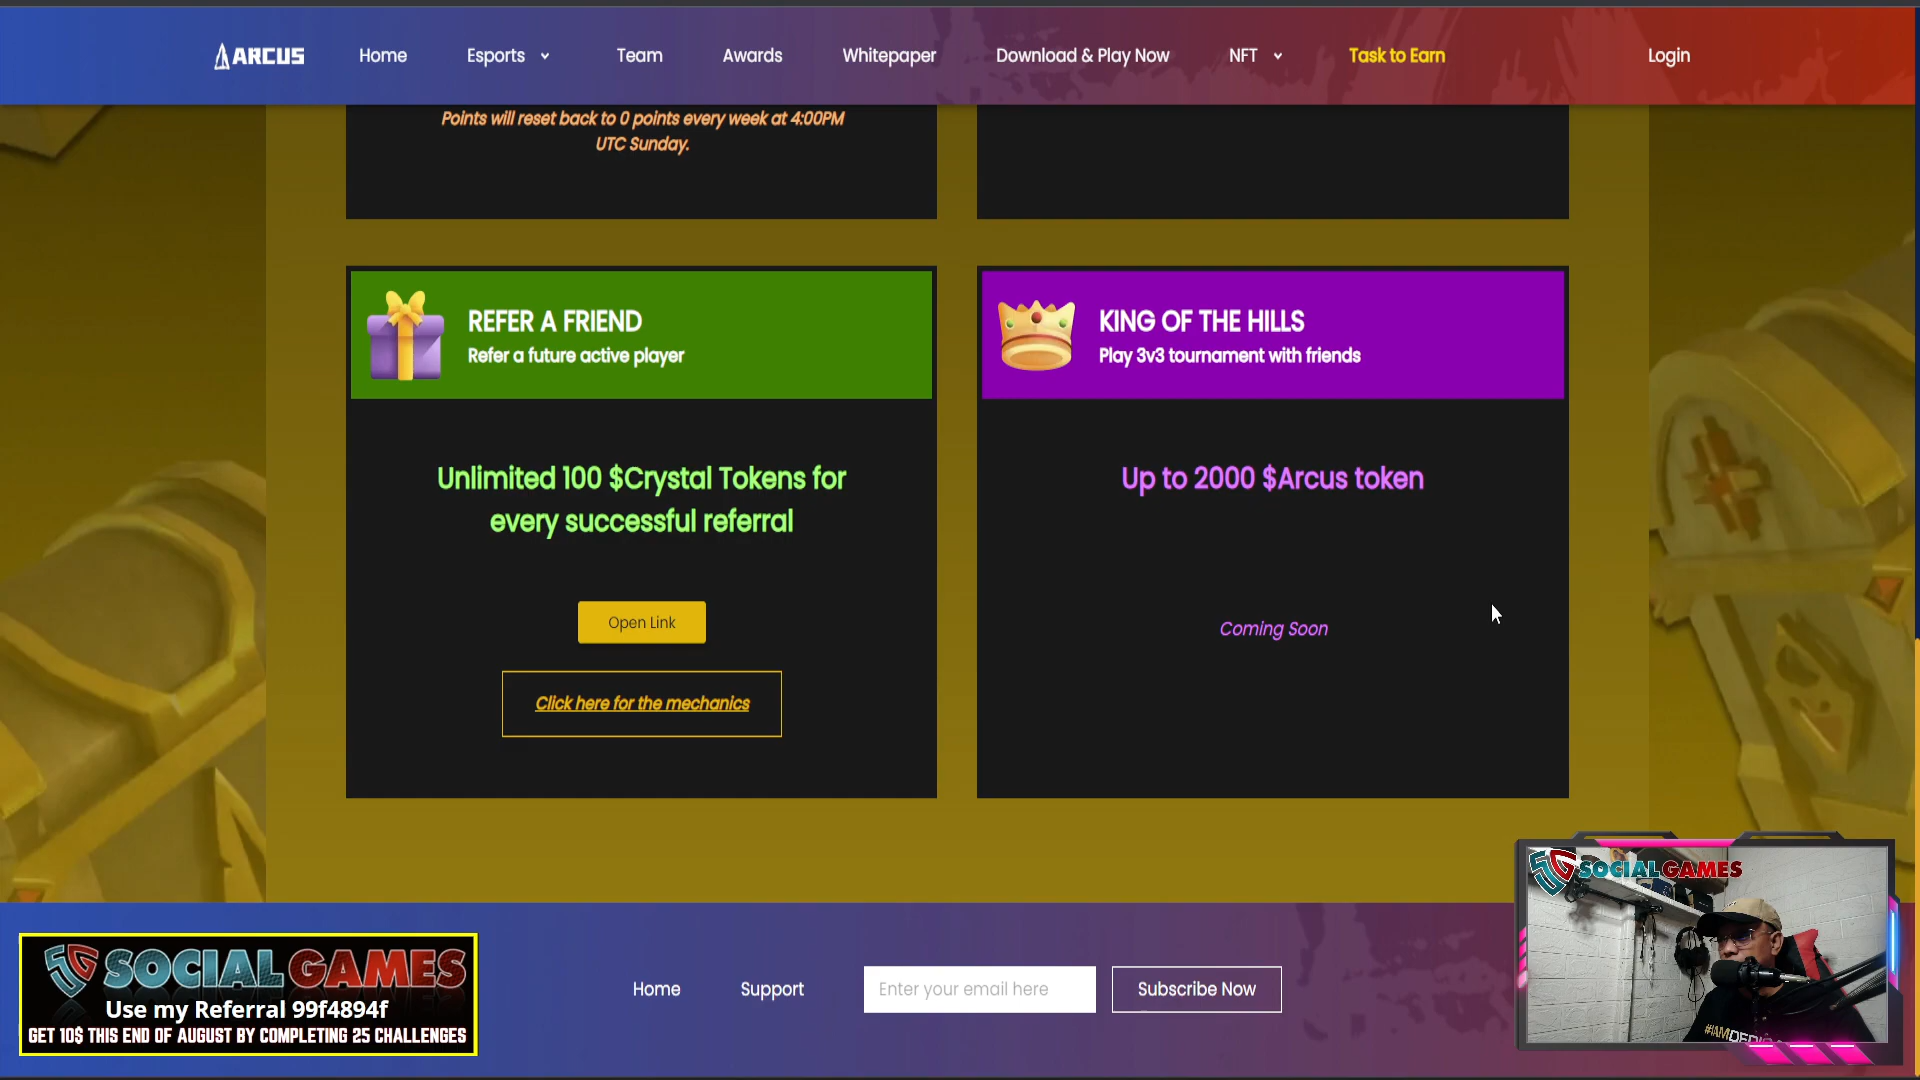 ARCUS
Home
Esports
Team
Awards
Whitepaper
Download & Play Now
NFT
Task to Earn
Login
Points will reset back to 0 points every week at 4:00PM
UTC Sunday.
REFER A FRIEND
Refer a future active player
KING OF THE HILLS
Play 3v3 tournament with friends
Unlimited 100 $Crystal Tokens for
every successful referral
Up to 2000 $Arcus token
Open Link
Coming Soon
Click here for the mechanics
SOCIALGAMES
SG SOCIAL GAMES
Use my Referral 99f4894f
GET 10$ THIS END OF AUGUST BY COMPLETING 25 CHALLENGES
Home
Support
Enter your email here
Subscribe Now